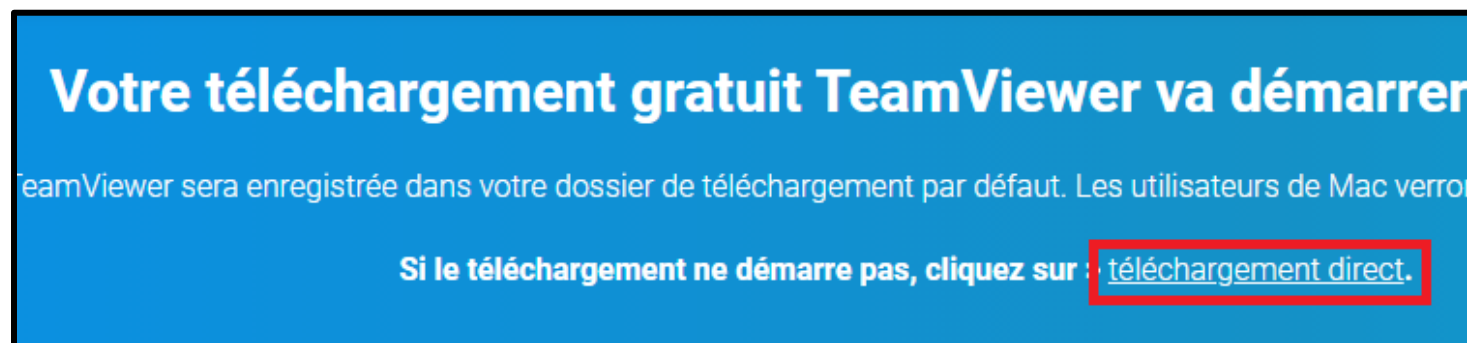 Votre téléchargement gratuit TeamViewer va démarrer
TeamViewer sera enregistrée dans votre dossier de téléchargement par défaut. Les utilisateurs de Mac
Si le téléchargement ne démarre pas, cliquez sur : téléchargement direct.